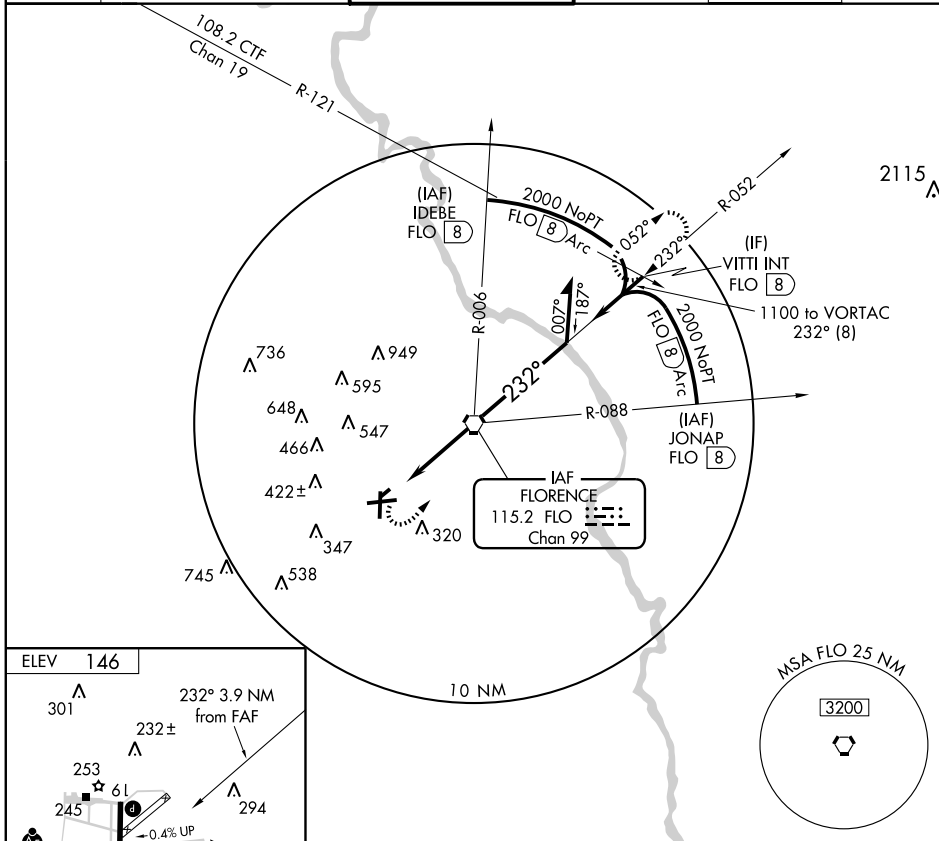 108.2 CTF
Chan 19
R-121
2115
(IAF)
IDEBE
FLO 8
2000 NoPT
FLO 8 Arc
052°
232°
R-052
(IF)
VITTI INT
FLO 8
1100 to VORTAC
232° (8)
R-006
007°
187°
2000 NoPT
FLO 8 Arc
232°
R-088
(IAF)
JONAP
FLO 8
736
949
595
648
547
466
422±
347
320
745
538
IAF
FLORENCE
115.2 FLO
Chan 99
10 NM
MSA FLO 25 NM
3200
ELEV 146
301
232° 3.9 NM
from FAF
232±
253
245
19
P
294
0.4% UP